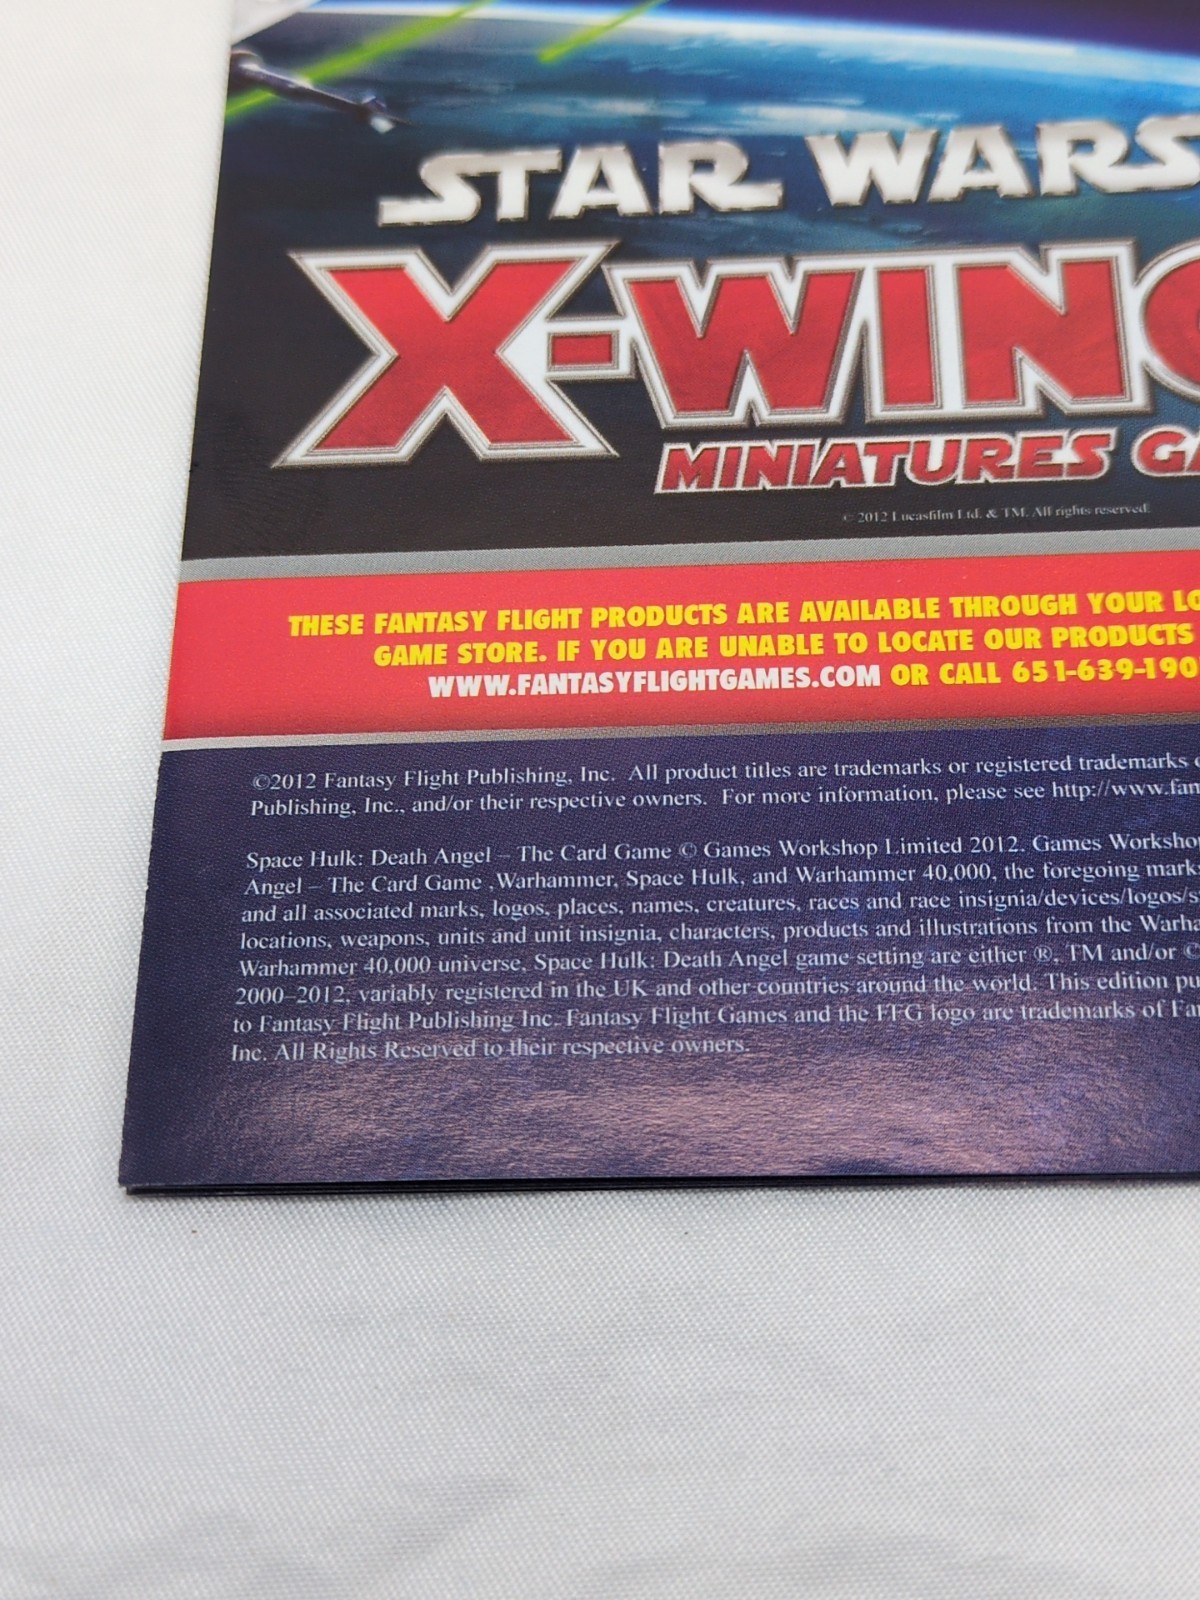 STAR WARS
X-WING
MINIATURES
© 2012 Lucasfilm Ltd. & TM. All rights reserved.
THESE FANTASY FLIGHT PRODUCTS ARE AVAILABLE THROUGH YOUR
GAME STORE. IF YOU ARE UNABLE TO LOCATE OUR PRODUCTS
WWW.FANTASYFLIGHTGAMES.COM OR CALL 651-639-190
©2012 Fantasy Flight Publishing, Inc. All product titles are trademarks or registered trademarks
Publishing, Inc., and/or their respective owners. For more information, please see http://www.fan
Space Hulk: Death Angel – The Card Game © Games Workshop Limited 2012. Games Worksho
Angel – The Card Game ,Warhammer, Space Hulk, and Warhammer 40,000, the foregoing marks
and all associated marks, logos, places, names, creatures, races and race insignia/devices/logos/s
locations, weapons, units and unit insignia, characters, products and illustrations from the Warha
Warhammer 40,000 universe, Space Hulk: Death Angel game setting are either ®, TM and/or ©
2000–2012, variably registered in the UK and other countries around the world. This edition pu
to Fantasy Flight Publishing Inc. Fantasy Flight Games and the FFG logo are trademarks of Fan
Inc. All Rights Reserved to their respective owners.